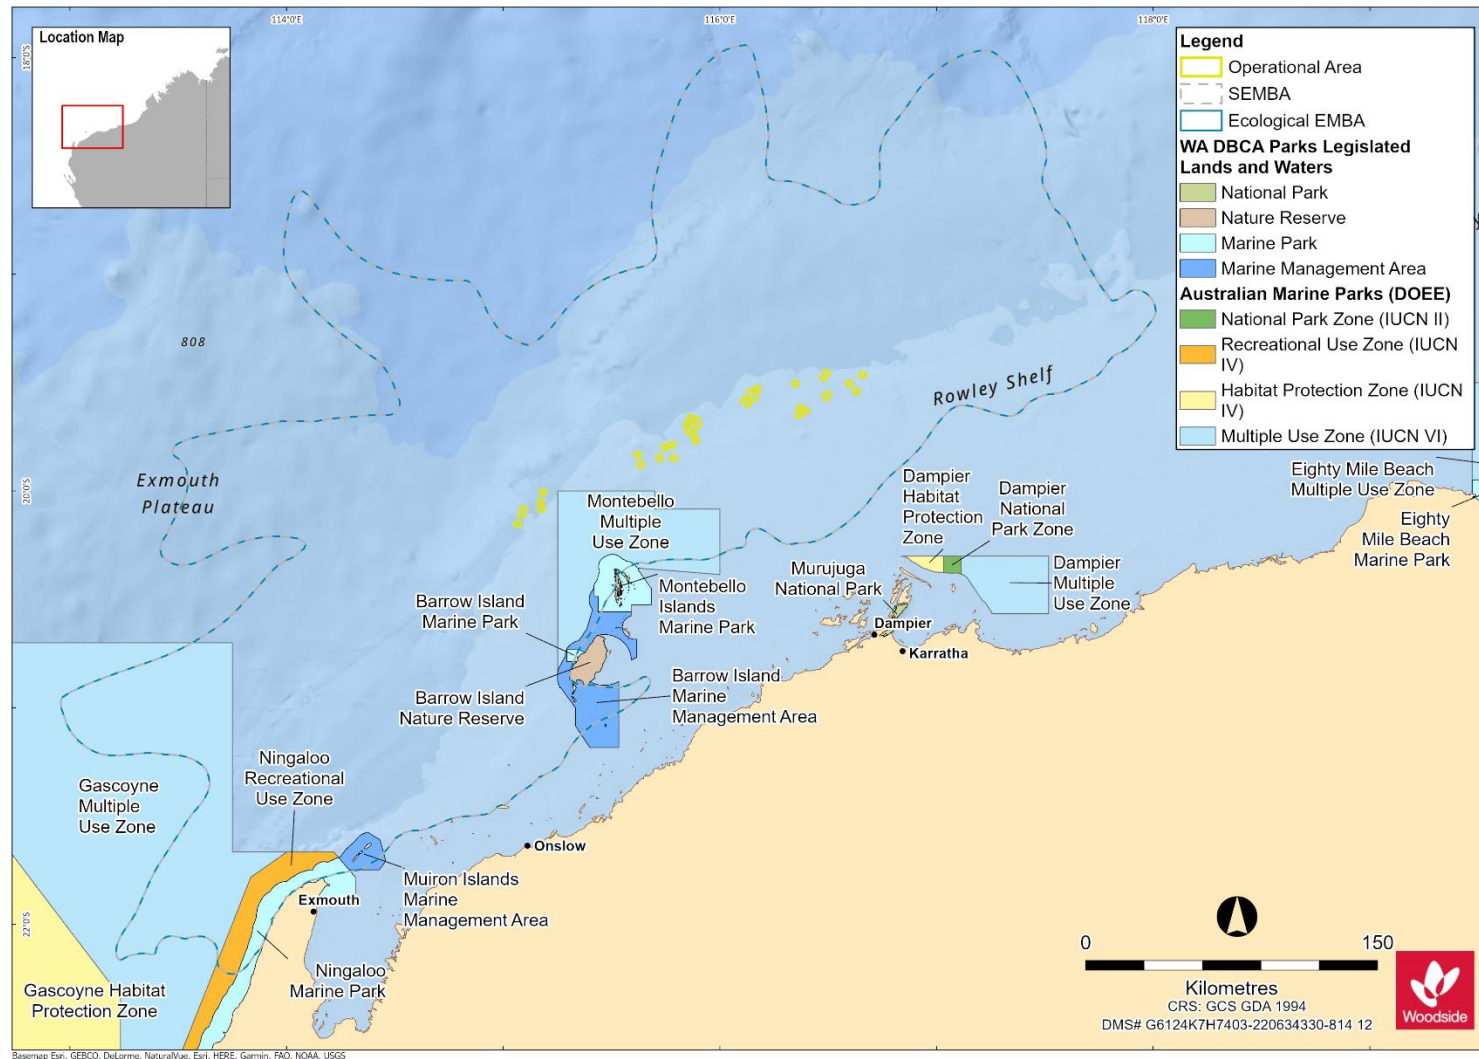 Location Map
114°0'E
116°0'E
118°0'E
18°0'S
20°0'S
22°0'S
Legend
Operational Area
SEMBA
Ecological EMBA
WA DBCA Parks Legislated
Lands and Waters
National Park
Nature Reserve
Marine Park
Marine Management Area
Australian Marine Parks (DOEE)
National Park Zone (IUCN II)
Recreational Use Zone (IUCN
IV)
Habitat Protection Zone (IUCN
IV)
Multiple Use Zone (IUCN VI)
808
Rowley Shelf
Exmouth
Plateau
Montebello
Multiple
Use Zone
Dampier
Habitat
Protection
Zone
Dampier
National
Park Zone
Eighty Mile Beach
Multiple Use Zone
Eighty
Mile Beach
Marine Park
Murujuga
National Park
Dampier
Multiple
Use Zone
Montebello
Islands
Marine Park
Barrow Island
Marine Park
Dampier
Karratha
Barrow Island
Nature Reserve
Barrow Island
Marine
Management Area
Ningaloo
Recreational
Use Zone
Gascoyne
Multiple
Use Zone
Onslow
Muiron Islands
Marine
Management Area
Exmouth
Ningaloo
Marine Park
Gascoyne Habitat
Protection Zone
0 150
Kilometres
CRS: GCS GDA 1994
DMS# G6124K7H7403-220634330-814 12
Woodside
Basemap Esri, GEBCO, DeLorme, NaturalVue, Esri, HERE, Garmin, FAO, NOAA, USGS